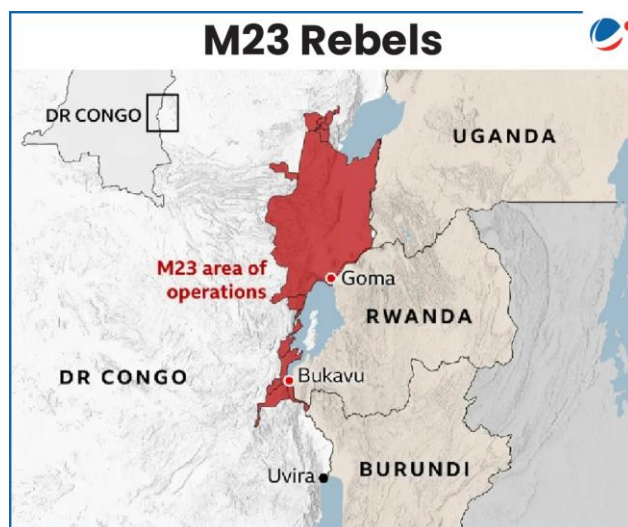 M23 Rebels
DR CONGO
UGANDA
M23 area of
operations
Goma
RWANDA
DR CONGO
Bukavu
Uvira
BURUNDI